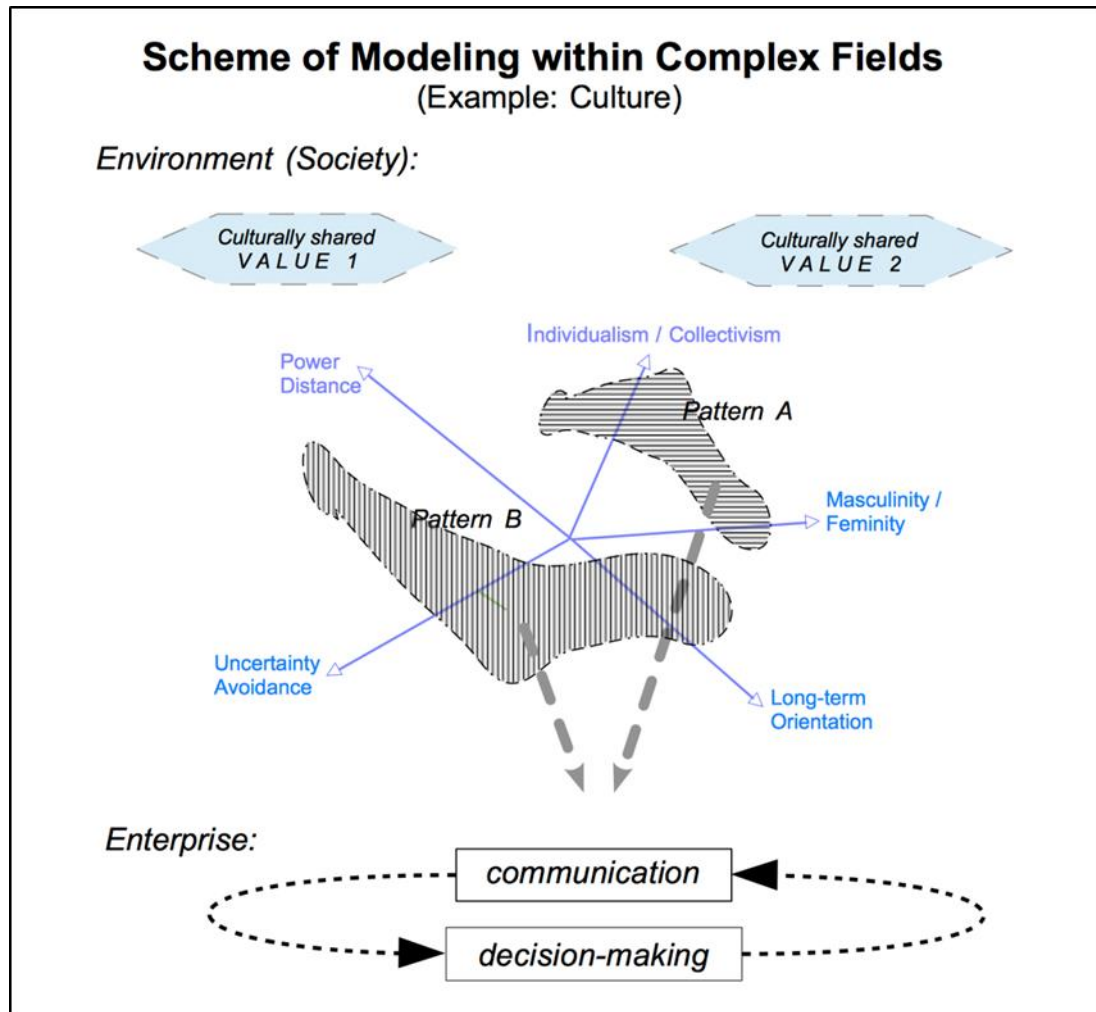 Scheme of Modeling within Complex Fields
(Example: Culture)
Environment (Society):
Culturally shared
VALUE 1
Culturally shared
VALUE 2
Individualism / Collectivism
Power
Distance
Pattern A
Masculinity /
Feminity
Pattern B
Uncertainty
Avoidance
Long-term
Orientation
Enterprise:
communication
decision-making